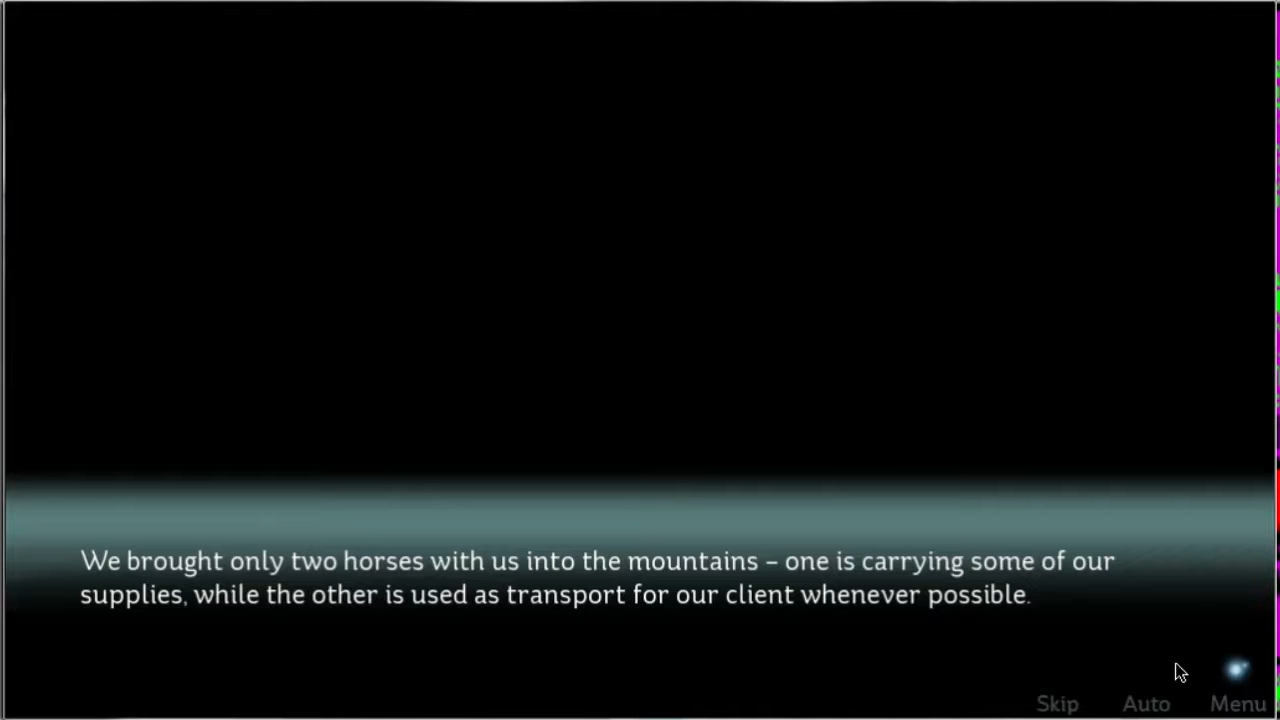 We brought only two horses with us into the mountains – one is carrying some of our
supplies, while the other is used as transport for our client whenever possible.
Skip Auto Menu